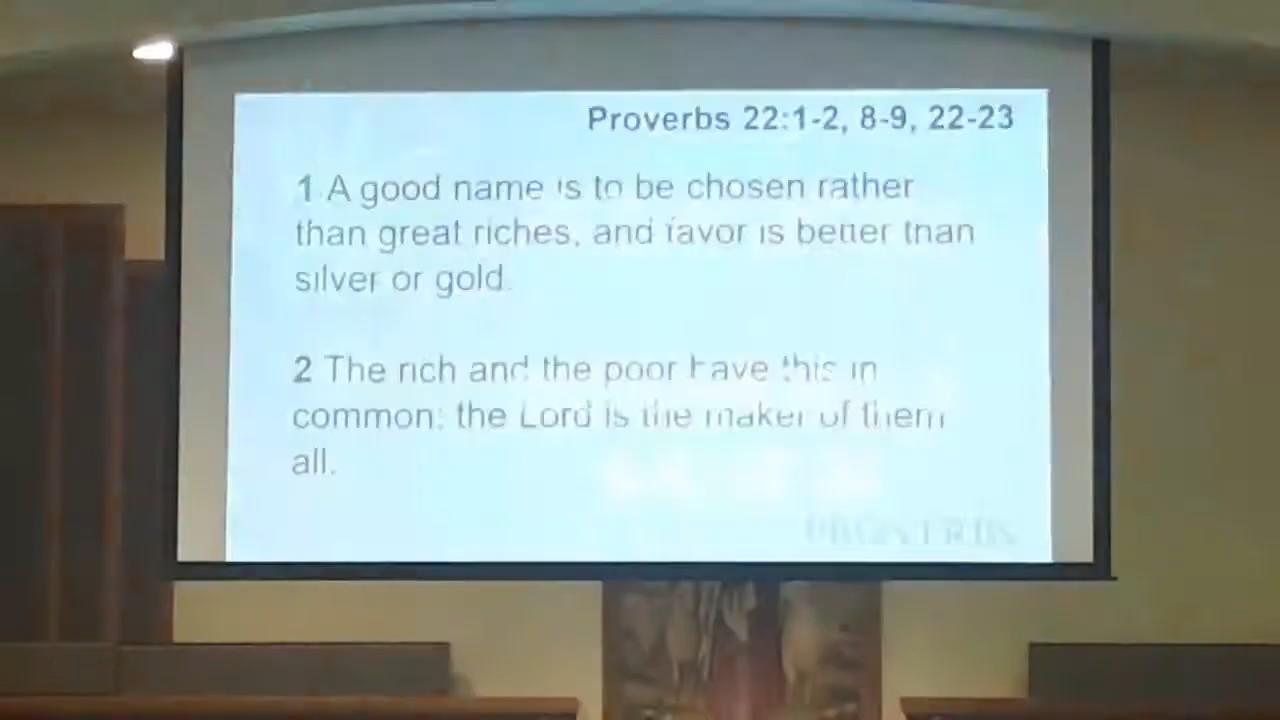 Proverbs 22:1-2, 8-9, 22-23
1 A good name is to be chosen rather
than great riches, and favor is better than
silver or gold.
2 The rich and the poor have this in
common: the Lord is the maker of them
all.
PROVERBS